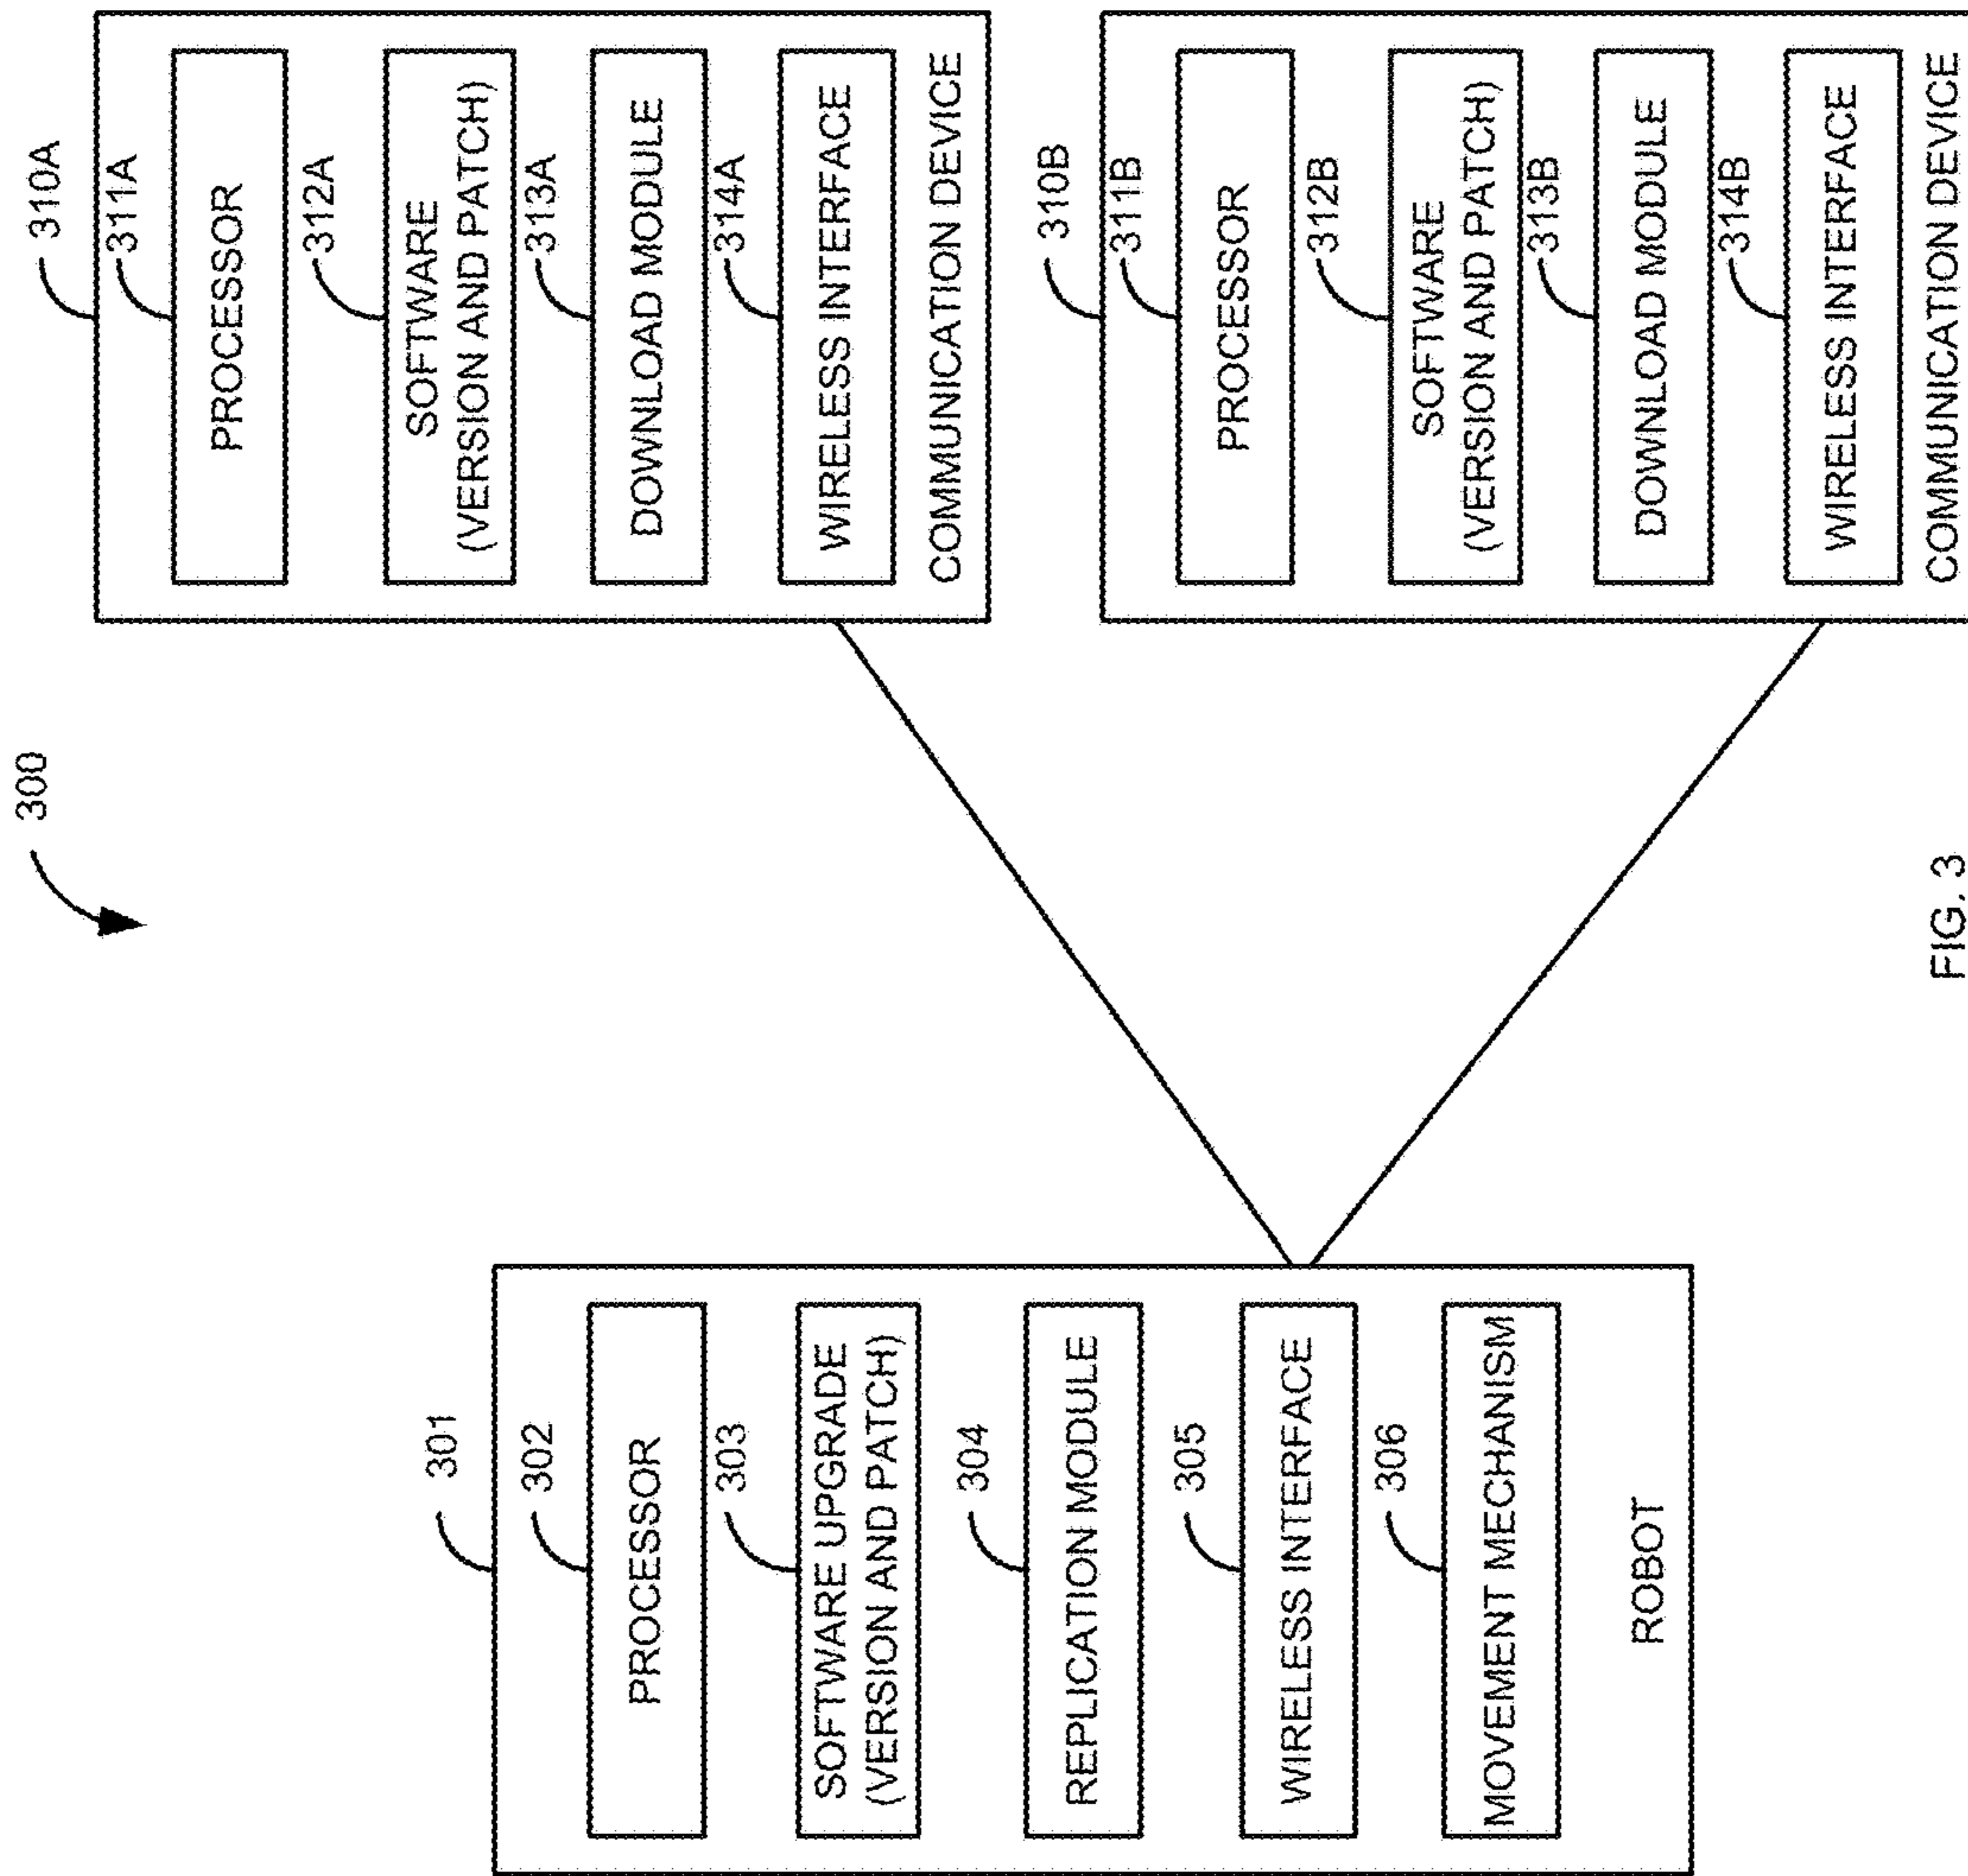 300
301
302
PROCESSOR
303
SOFTWARE UPGRADE
(VERSION AND PATCH)
304
REPLICATION MODULE
305
WIRELESS INTERFACE
306
MOVEMENT MECHANISM
ROBOT
310A
311A
PROCESSOR
312A
SOFTWARE
(VERSION AND PATCH)
313A
DOWNLOAD MODULE
314A
WIRELESS INTERFACE
COMMUNICATION DEVICE
310B
311B
PROCESSOR
312B
SOFTWARE
(VERSION AND PATCH)
313B
DOWNLOAD MODULE
314B
WIRELESS INTERFACE
COMMUNICATION DEVICE
FIG. 3